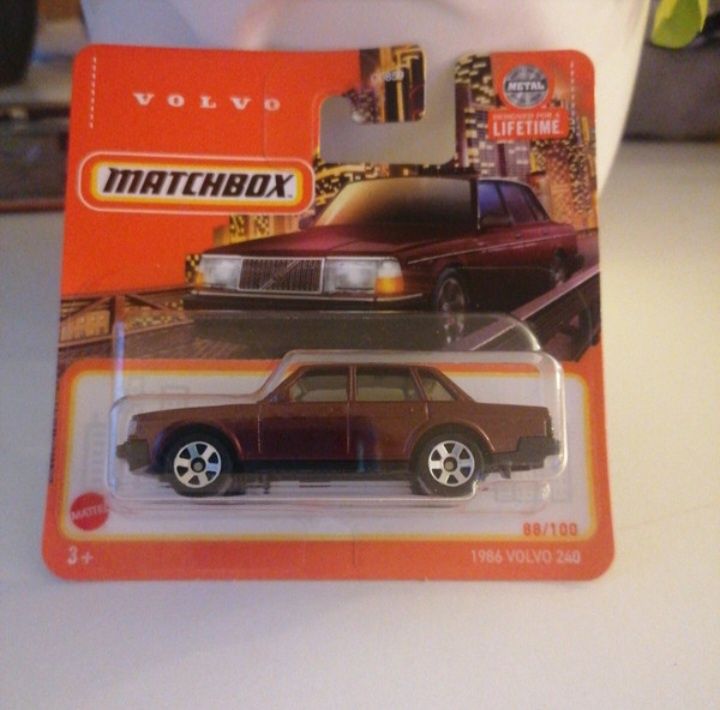 VOLVO
METAL
DESIGNED FOR A
LIFETIME
MATCHBOX
MATTEL
88/100
3+
1986 VOLVO 240